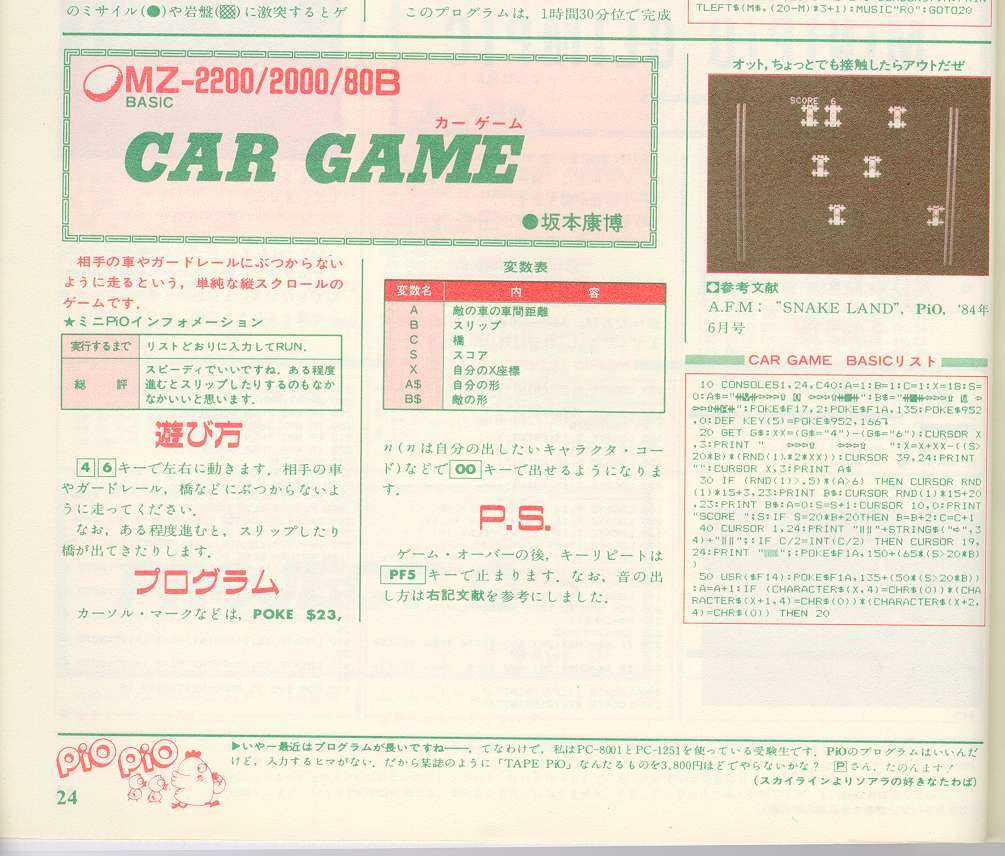 のミサイル(●)や岩盤(▩)に激突するとゲ
このプログラムは，1時間30分位で完成
TLEFT$(M$,(20-M)*3+1):MUSIC"R0":GOTO20
MZ-2200/2000/80B
BASIC
カー ゲーム
CAR GAME
●坂本康博
相手の車やガードレールにぶつからない
ように走るという，単純な縦スクロールの
ゲームです．
★ミニPiOインフォメーション
実行するまで リストどおりに入力してRUN．
総 評
スピーディでいいですね．ある程度
進むとスリップしたりするのもなか
なかいいと思います．
遊び方
4 6 キーで左右に動きます．相手の車
やガードレール，橋などにぶつからないよ
うに走ってください．
なお，ある程度進むと，スリップしたり
橋が出てきたりします．
プログラム
カーソル・マークなどは，POKE $23,
変数表
変数名 内 容
A 敵の車の車間距離
B スリップ
C 橋
S スコア
X 自分のX座標
A$ 自分の形
B$ 敵の形
n(nは自分の出したいキャラクタ・コー
ド)などで 00 キーで出せるようになりま
す．
P.S.
ゲーム・オーバーの後，キーリピートは
PF5 キーで止まります．なお，音の出
し方は右記文献を参考にしました．
オット，ちょっとでも接触したらアウトだぜ
SCORE 6
参考文献
A.F.M： "SNAKE LAND"，PiO，'84年
6月号
CAR GAME BASICリスト
10 CONSOLES1,24,C40:A=1:B=1:C=1:X=18:S=
,0:DEF KEY(5)=POKE$952,166↴
20 GET G$:XX=(G$="4")-(G$="6"):CURSOR X
20*B)*(RND(1)*2*XX)):CURSOR 39,24:PRINT
"":CURSOR X,3:PRINT A$
30 IF (RND(1)>.5)*(A>6) THEN CURSOR RND
(1)*15+3,23:PRINT B$:CURSOR RND(1)*15+20
,23:PRINT B$:A=0:S=S+1:CURSOR 10,0:PRINT
"SCORE ";S:IF S=20*B+20THEN B=B+2:C=C+1
4)+"‖‖";:IF C/2=INT(C/2) THEN CURSOR 19,
24:PRINT "▒▒";:POKE$F1A,150+(65*(S>20*B)
)
50 USR($F14):POKE$F1A,135+(50*(S>20*B))
:A=A+1:IF (CHARACTER$(X,4)=CHR$(0))*(CHA
RACTER$(X+1,4)=CHR$(0))*(CHARACTER$(X+2,
4)=CHR$(0)) THEN 20
PiO PiO
▶いやー最近はプログラムが長いですね——，てなわけで，私はPC-8001とPC-1251を使っている受験生です．PiOのプログラムはいいんだ
けど，入力するヒマがない．だから某誌のように「TAPE PiO」なんたるものを3,800円ほどでやらないかな？ Pさん，たのんます！
(スカイラインよりソアラの好きなたわば)
24